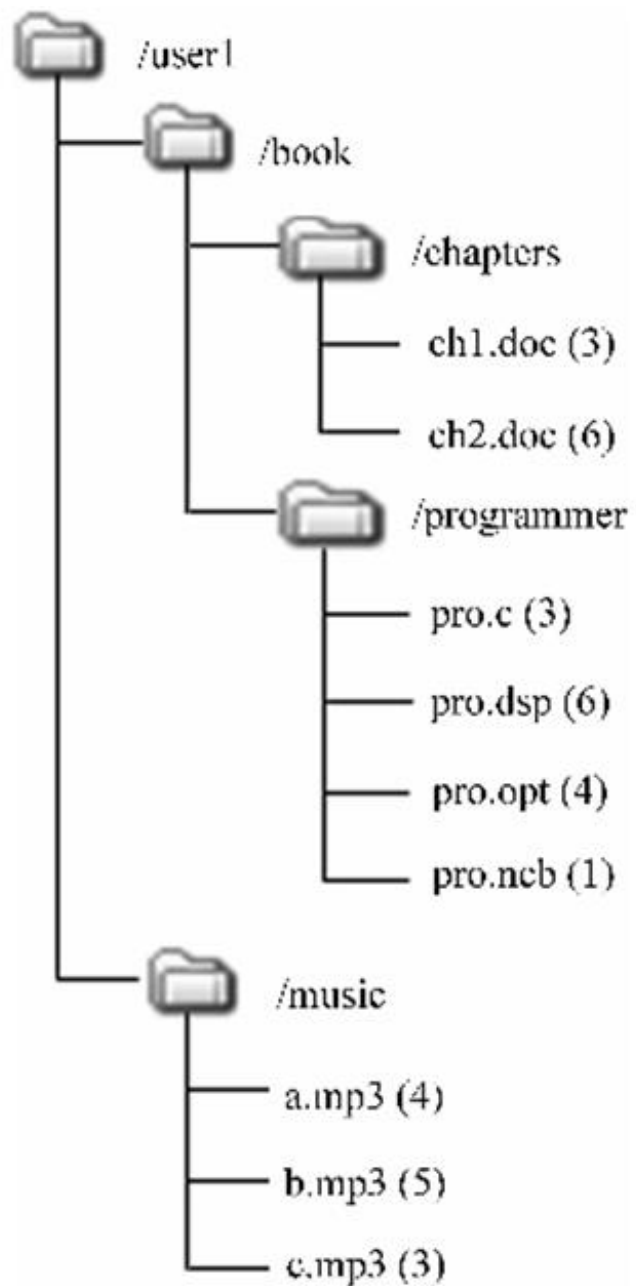 /user1
/book
/chapters
ch1.doc (3)
ch2.doc (6)
/programmer
pro.c (3)
pro.dsp (6)
pro.opt (4)
pro.ncb (1)
/music
a.mp3 (4)
b.mp3 (5)
c.mp3 (3)